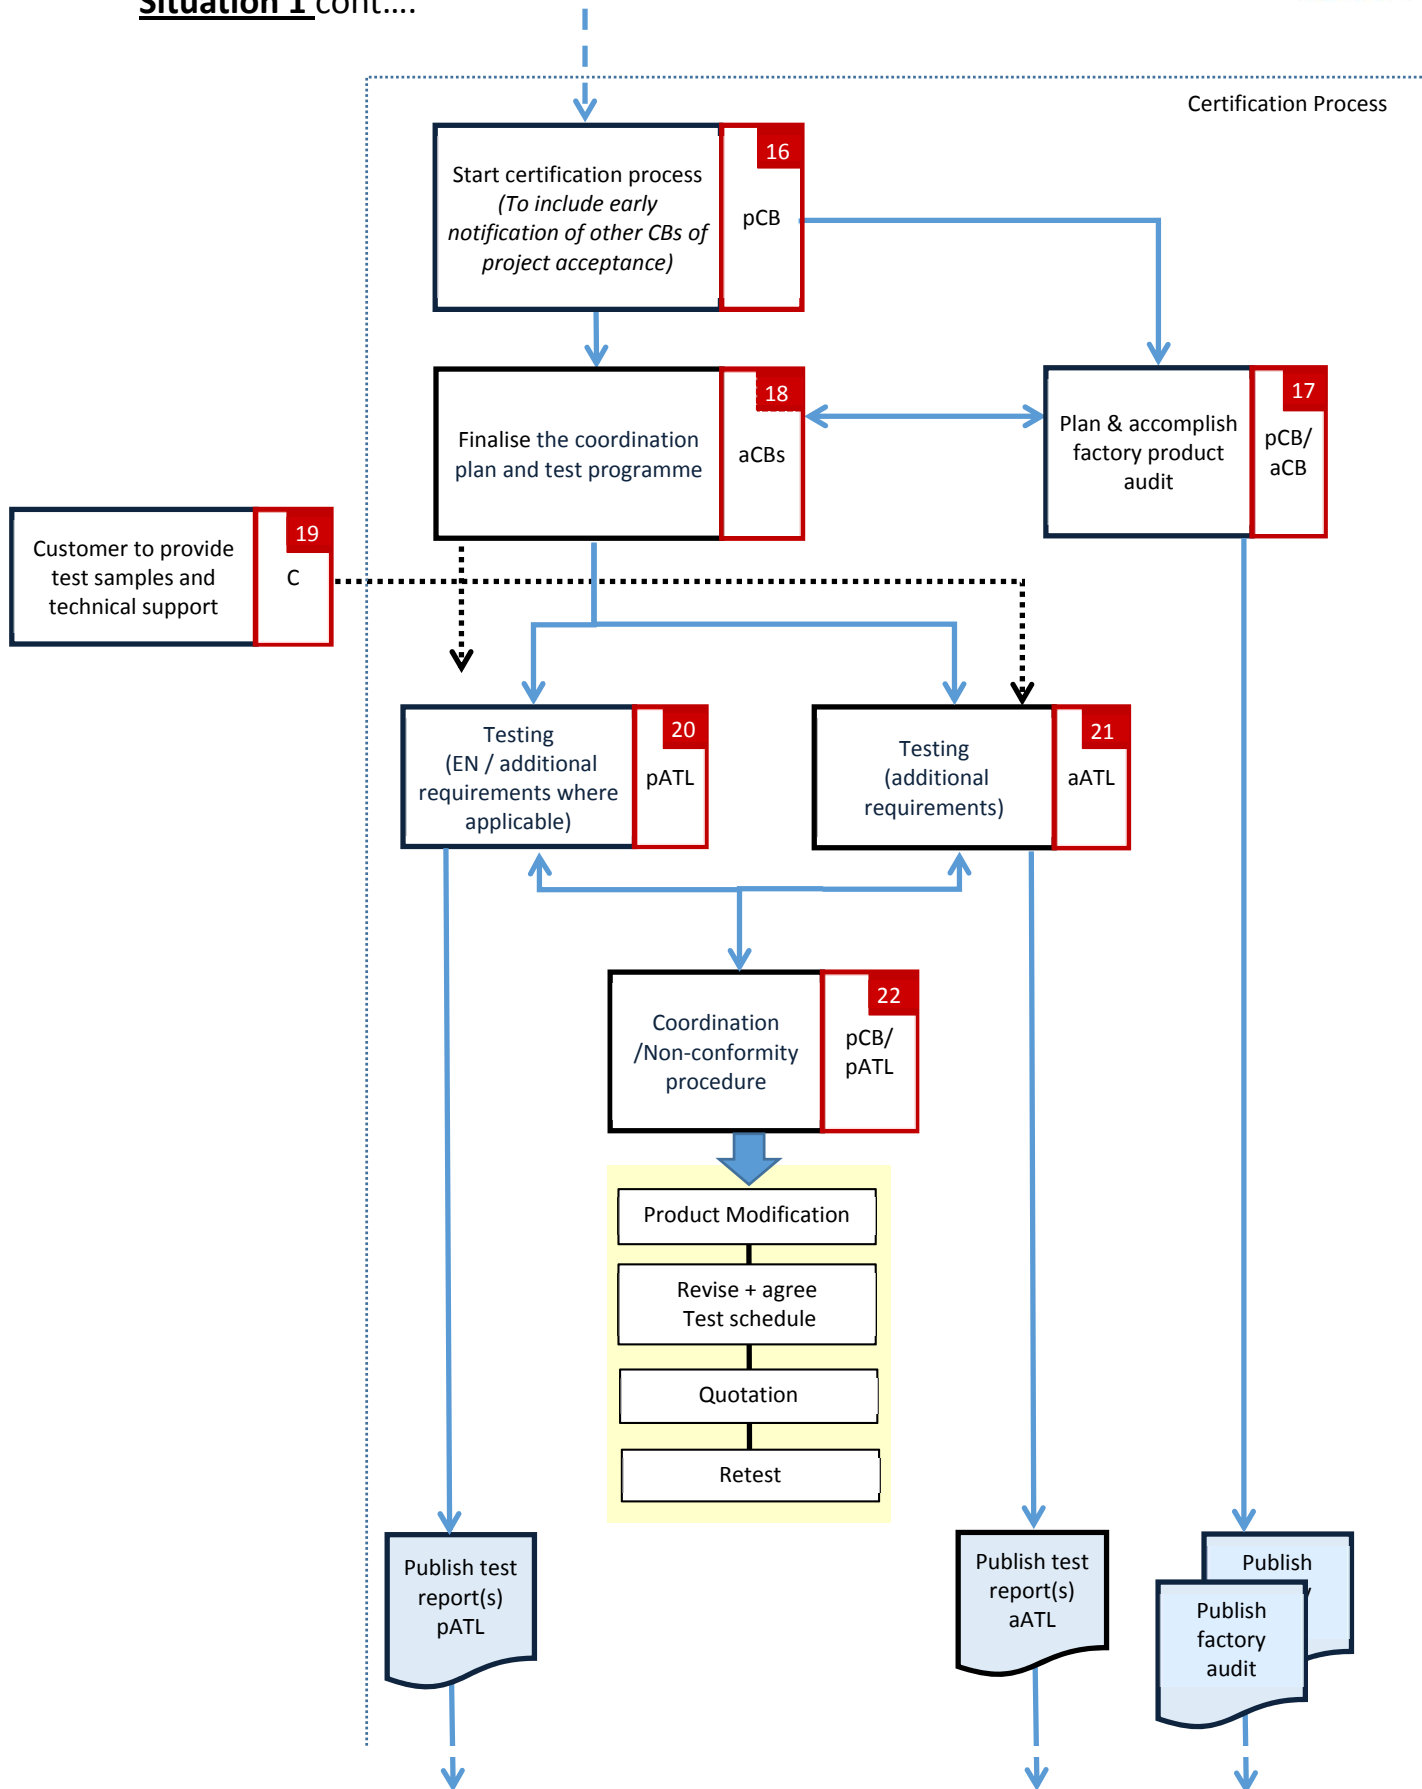 Situation 1 cont....
Certification Process
Start certification process
(To include early
notification of other CBs of
project acceptance)
16
pCB
Finalise the coordination
plan and test programme
18
aCBs
Plan & accomplish
factory product
audit
17
pCB/
aCB
Customer to provide
test samples and
technical support
19
C
Testing
(EN / additional
requirements where
applicable)
20
pATL
Testing
(additional
requirements)
21
aATL
Coordination
/Non-conformity
procedure
22
pCB/
pATL
Product Modification
Revise + agree
Test schedule
Quotation
Retest
Publish test
report(s)
pATL
Publish test
report(s)
aATL
Publish
Publish
factory
audit